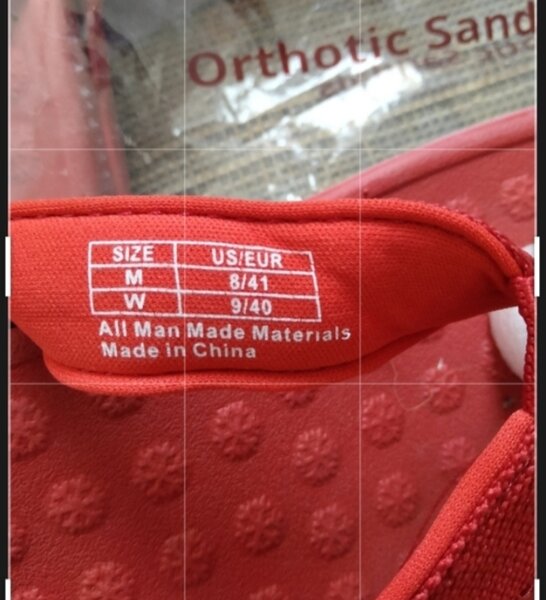 Orthotic Sand
SIZE US/EUR
M 8/41
W 9/40
All Man Made Materials
Made in China